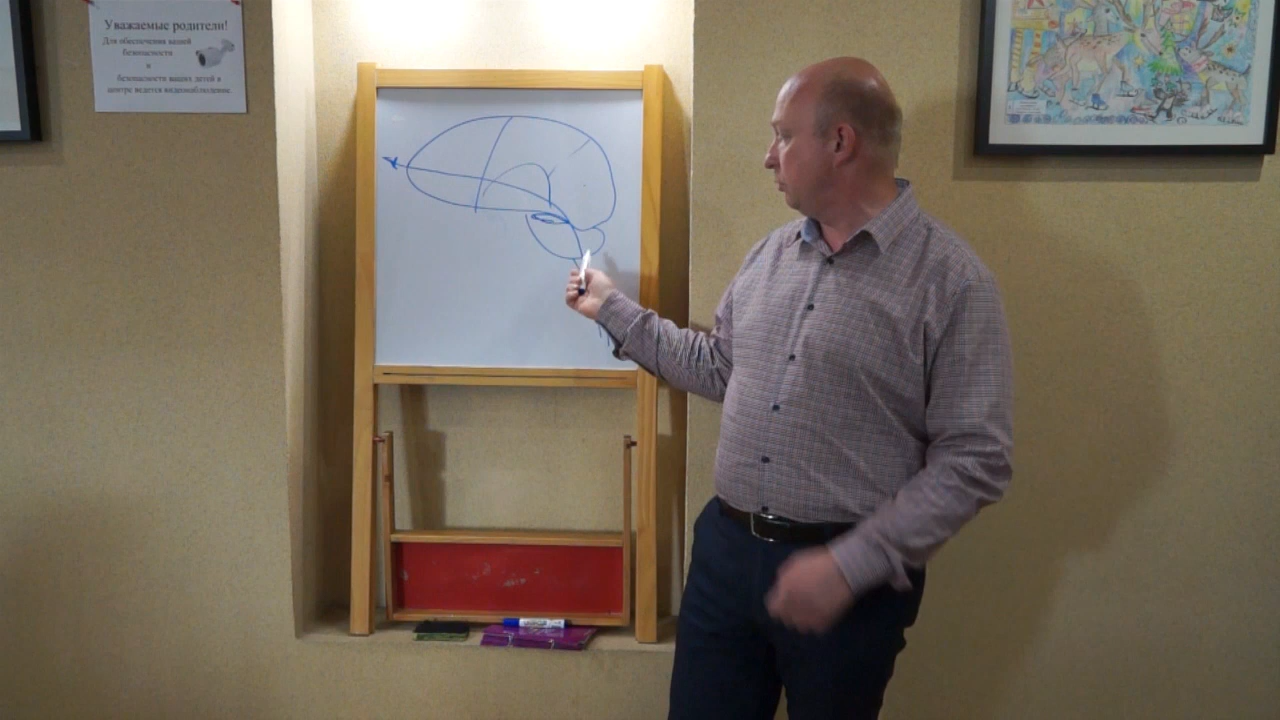 Уважаемые родители!
Для обеспечения вашей
безопасности
и
безопасности ваших детей в
центре ведется видеонаблюдение.